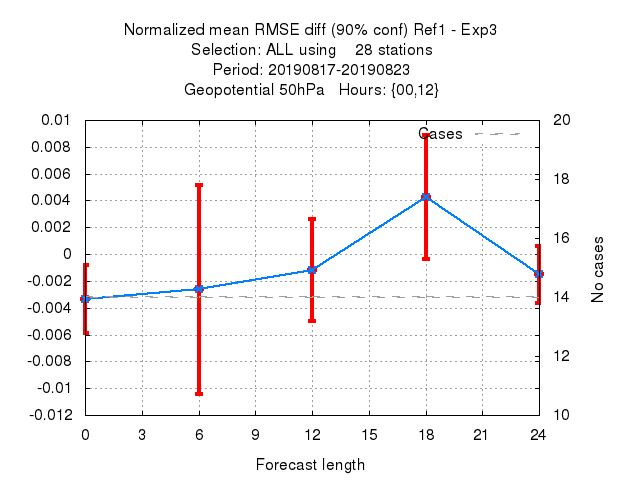 Normalized mean RMSE diff (90% conf) Ref1 - Exp3
Selection: ALL using 28 stations
Period: 20190817-20190823
Geopotential 50hPa Hours: {00,12}
Cases
0.01
0.008
0.006
0.004
0.002
0
-0.002
-0.004
-0.006
-0.008
-0.01
-0.012
20
18
16
14
12
10
No cases
0 3 6 9 12 15 18 21 24
Forecast length